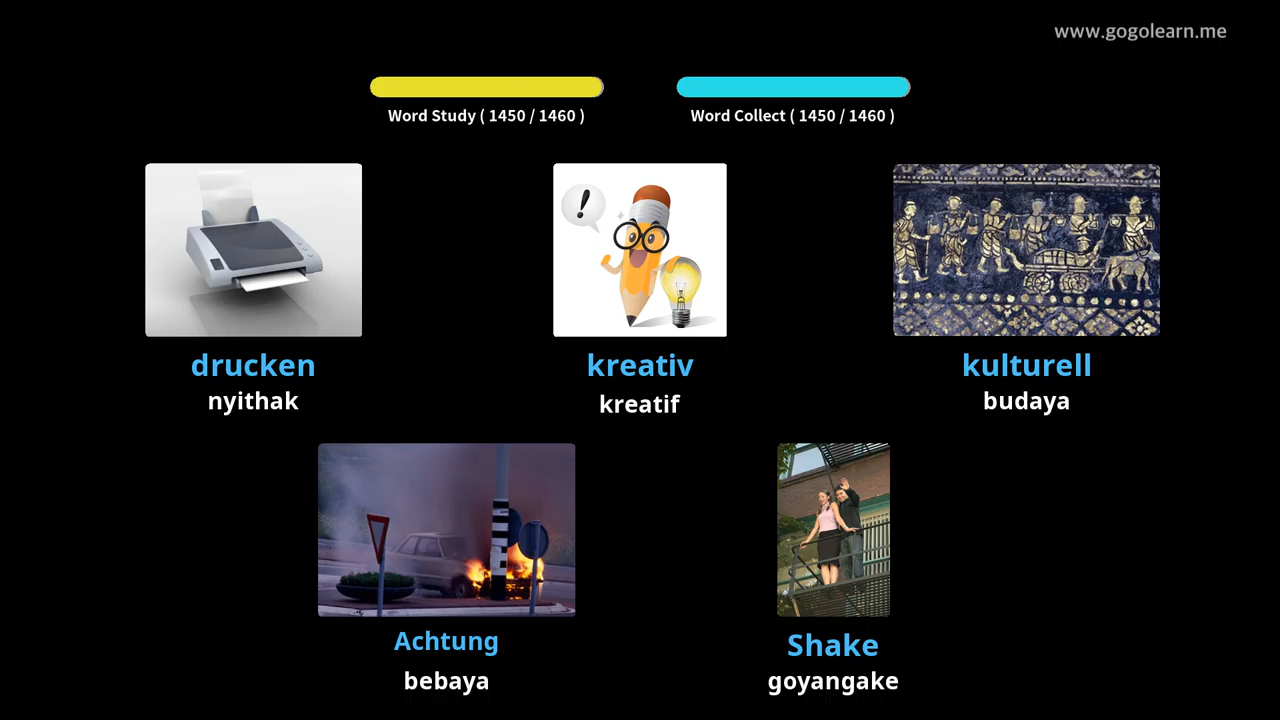 www.gogolearn.me
Word Study ( 1450 / 1460 )
Word Collect ( 1450 / 1460 )
!
drucken
nyithak
kreativ
kreatif
kulturell
budaya
Achtung
bebaya
Shake
goyangake